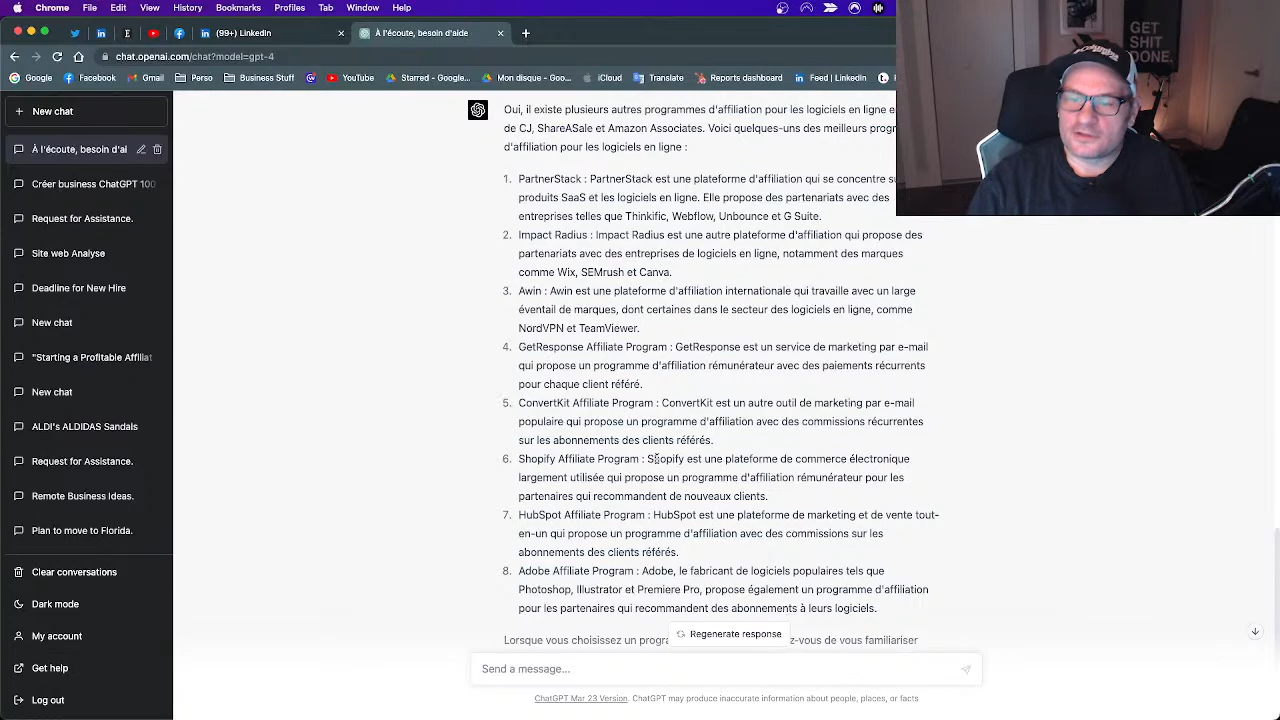 Chrome File Edit View History Bookmarks Profiles Tab Window Help
(99+) LinkedIn
À l'écoute, besoin d'aide
chat.openai.com/chat?model=gpt-4
Google Facebook Gmail Perso Business Stuff YouTube Starred - Google... Mon disque - Goo... iCloud Translate Reports dashboard Feed | LinkedIn
GET
SHIT
DONE.
New chat
À l'écoute, besoin d'ai
Créer business ChatGPT 100
Request for Assistance.
Site web Analyse
Deadline for New Hire
New chat
"Starting a Profitable Affiliat
New chat
ALDI's ALDIDAS Sandals
Request for Assistance.
Remote Business Ideas.
Plan to move to Florida.
Clear conversations
Dark mode
My account
Get help
Log out
Oui, il existe plusieurs autres programmes d'affiliation pour les logiciels en ligne
de CJ, ShareASale et Amazon Associates. Voici quelques-uns des meilleurs
d'affiliation pour les logiciels en ligne :
1. PartnerStack : PartnerStack est une plateforme d'affiliation qui se concentre
produits SaaS et les logiciels en ligne. Elle propose des partenariats avec des
entreprises telles que Thinkific, Webflow, Unbounce et G Suite.
2. Impact Radius : Impact Radius est une autre plateforme d'affiliation qui propose des
partenariats avec des entreprises de logiciels en ligne, notamment des marques
comme Wix, SEMrush et Canva.
3. Awin : Awin est une plateforme d'affiliation internationale qui travaille avec un large
éventail de marques, dont certaines dans le secteur des logiciels en ligne, comme
NordVPN et TeamViewer.
4. GetResponse Affiliate Program : GetResponse est un service de marketing par e-mail
qui propose un programme d'affiliation rémunérateur avec des paiements récurrents
pour chaque client référé.
5. ConvertKit Affiliate Program : ConvertKit est un autre outil de marketing par e-mail
populaire qui propose un programme d'affiliation avec des commissions récurrentes
sur les abonnements des clients référés.
6. Shopify Affiliate Program : Shopify est une plateforme de commerce électronique
largement utilisée qui propose un programme d'affiliation rémunérateur pour les
partenaires qui recommandent de nouveaux clients.
7. HubSpot Affiliate Program : HubSpot est une plateforme de marketing et de vente tout-
en-un qui propose un programme d'affiliation avec des commissions sur les
abonnements des clients référés.
8. Adobe Affiliate Program : Adobe, le fabricant de logiciels populaires tels que
Photoshop, Illustrator et Premiere Pro, propose également un programme d'affiliation
pour les partenaires qui recommandent des abonnements à leurs logiciels.
Lorsque vous choisissez un progra
z-vous de vous familiariser
Regenerate response
Send a message...
ChatGPT Mar 23 Version. ChatGPT may produce inaccurate information about people, places, or facts